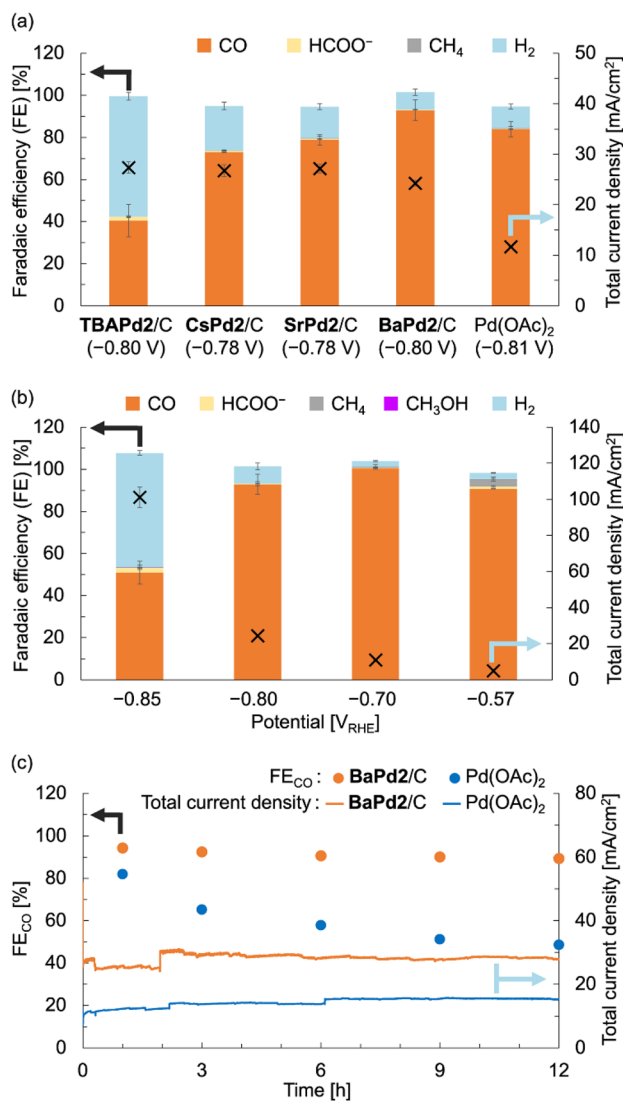 (a)
CO HCOO⁻ CH₄ H₂
Faradaic efficiency (FE) [%]
120
100
80
60
40
20
0
50
40
30
20
10
0
Total current density [mA/cm²]
TBAPd2/C CsPd2/C SrPd2/C BaPd2/C Pd(OAc)₂
(−0.80 V) (−0.78 V) (−0.78 V) (−0.80 V) (−0.81 V)
(b)
CO HCOO⁻ CH₄ CH₃OH H₂
Faradaic efficiency (FE) [%]
120
100
80
60
40
20
0
140
120
100
80
60
40
20
0
Total current density [mA/cm²]
−0.85 −0.80 −0.70 −0.57
Potential [V_RHE]
(c)
FE_CO : BaPd2/C Pd(OAc)₂
Total current density : BaPd2/C Pd(OAc)₂
FE_CO [%]
120
100
80
60
40
20
0
80
60
40
20
0
Total current density [mA/cm²]
0 3 6 9 12
Time [h]